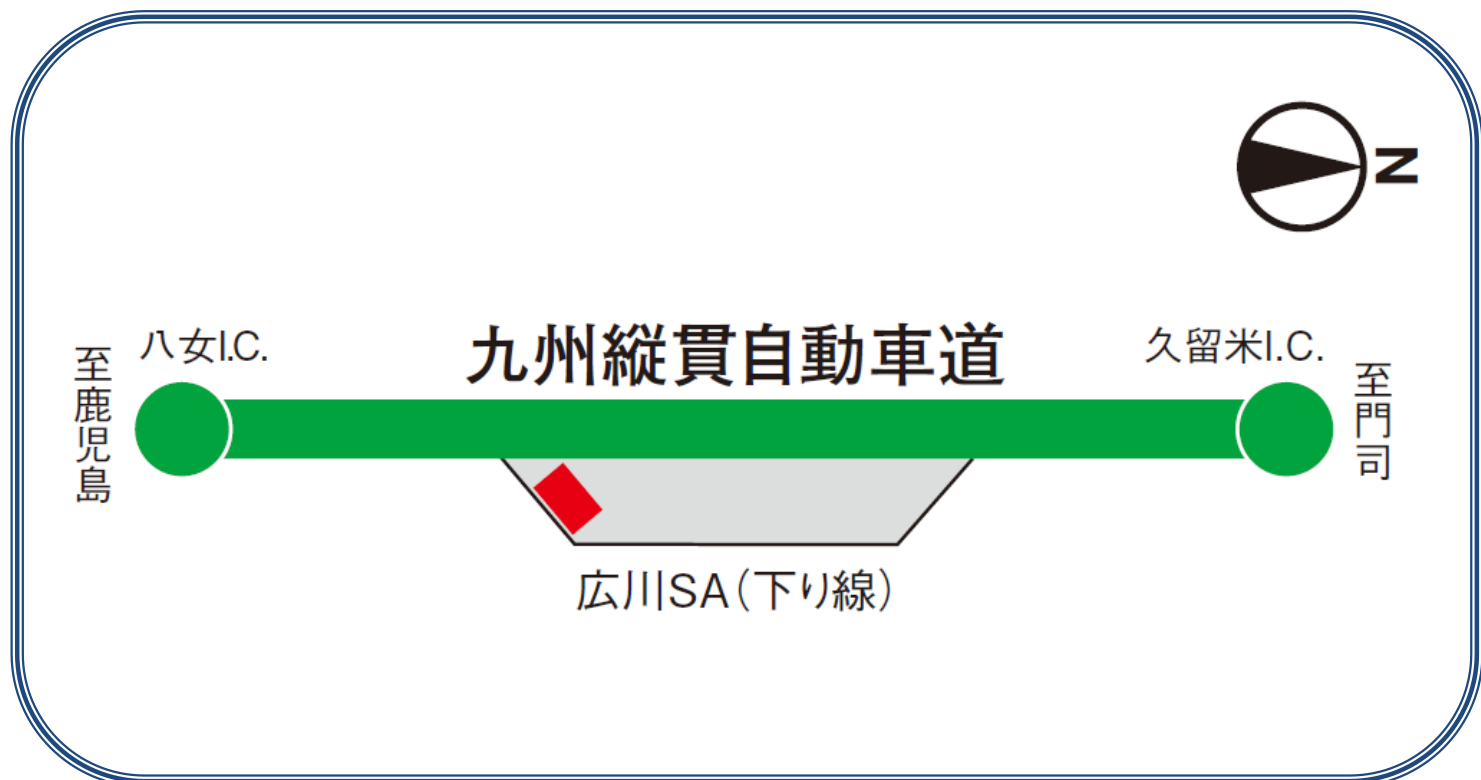 N
九州縦貫自動車道
八女I.C.
久留米I.C.
至鹿児島
至門司
広川SA(下り線)